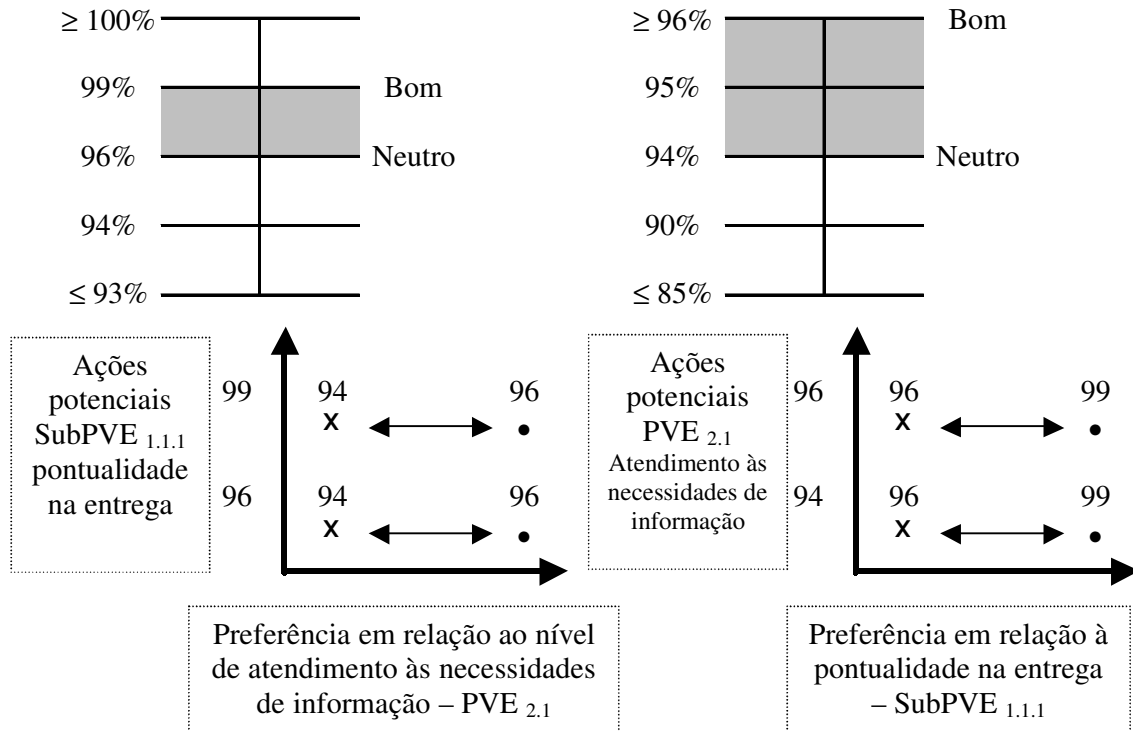 ≥ 100%
99%
Bom
96%
Neutro
94%
≤ 93%
≥ 96%
Bom
95%
94%
Neutro
90%
≤ 85%
Ações
potenciais
SubPVE 1.1.1
pontualidade
na entrega
99
94
96
x
96
94
96
x
Preferência em relação ao nível
de atendimento às necessidades
de informação – PVE 2.1
Ações
potenciais
PVE 2.1
Atendimento às
necessidades de
informação
96
96
99
x
94
96
99
x
Preferência em relação à
pontualidade na entrega
– SubPVE 1.1.1